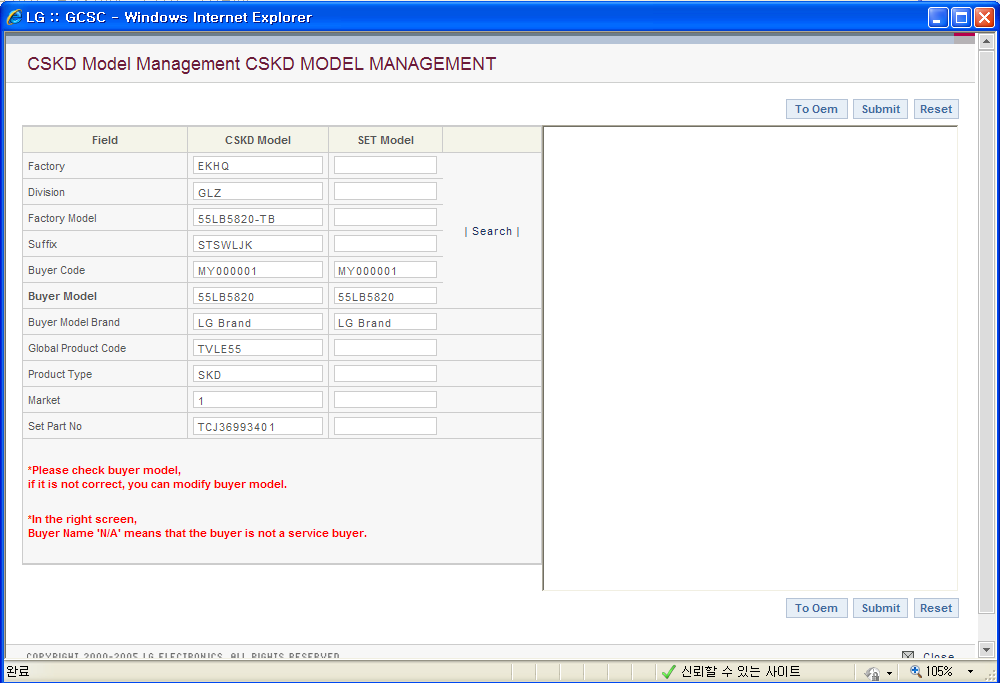 LG :: GCSC - Windows Internet Explorer
CSKD Model Management CSKD MODEL MANAGEMENT
To Oem Submit Reset
Field CSKD Model SET Model
Factory EKHQ
Division GLZ
Factory Model 55LB5820-TB
| Search |
Suffix STSWLJK
Buyer Code MY000001 MY000001
Buyer Model 55LB5820 55LB5820
Buyer Model Brand LG Brand LG Brand
Global Product Code TVLE55
Product Type SKD
Market 1
Set Part No TCJ36993401
*Please check buyer model,
if it is not correct, you can modify buyer model.
*In the right screen,
Buyer Name 'N/A' means that the buyer is not a service buyer.
To Oem Submit Reset
COPYRIGHT 2000-2005 LG ELECTRONICS. ALL RIGHTS RESERVED Close
완료 신뢰할 수 있는 사이트 105%